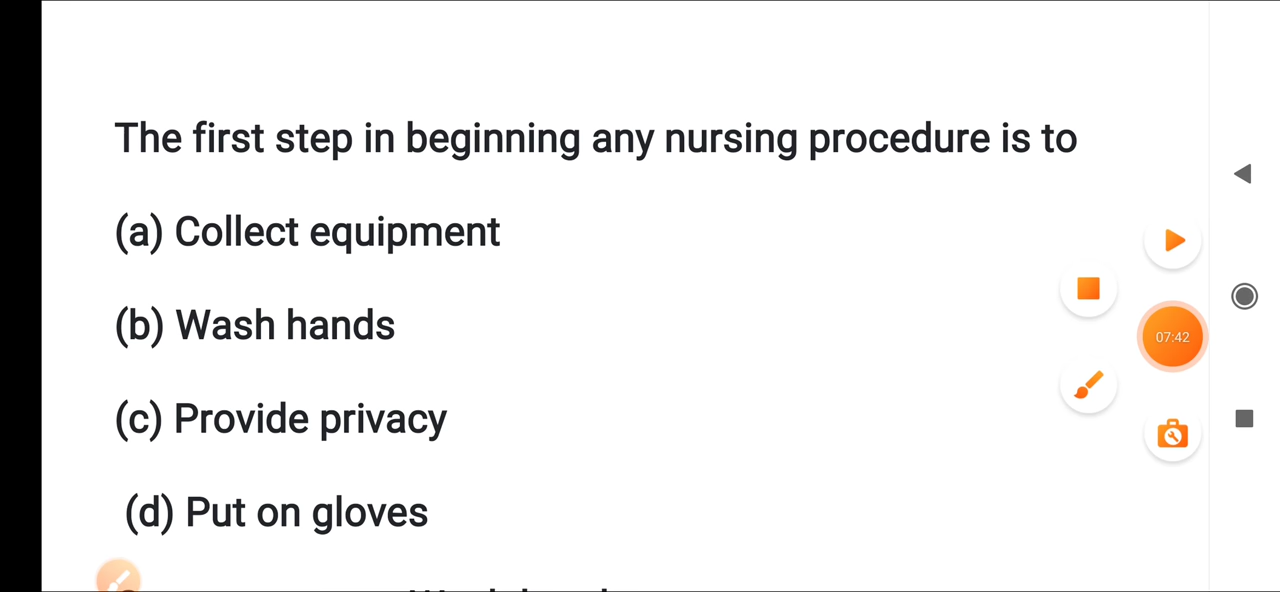 The first step in beginning any nursing procedure is to
(a) Collect equipment
(b) Wash hands
(c) Provide privacy
(d) Put on gloves
07:42